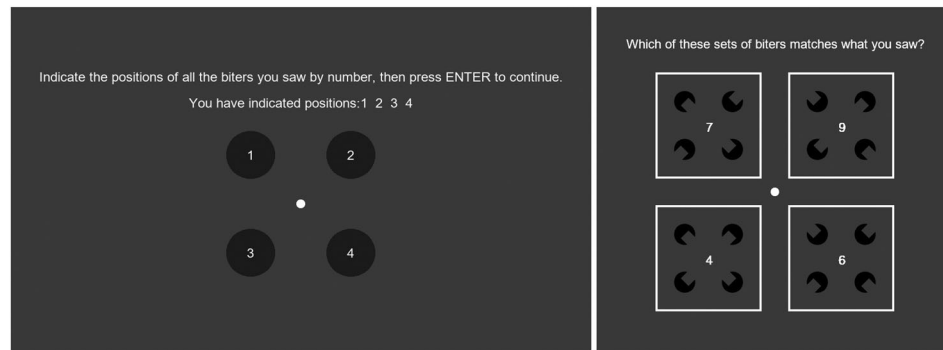 Indicate the positions of all the biters you saw by number, then press ENTER to continue.
You have indicated positions:1 2 3 4
1 2
3 4
Which of these sets of biters matches what you saw?
7 9
4 6